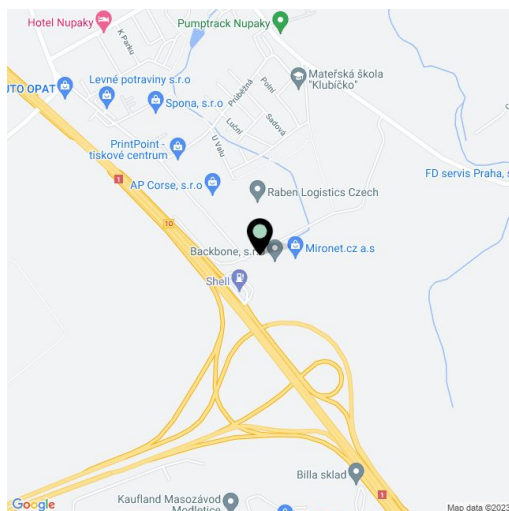 Hotel Nupaky
Pumptrack Nupaky
K Parku
Levné potraviny s.r.o
Mateřská škola
"Klubíčko"
UTO OPAT
Spona, s.r.o
Průběžná
Polní
Luční
Sadová
PrintPoint -
tiskové centrum
U Valu
FD servis Praha, s
1
AP Corse, s.r.o
Raben Logistics Czech
10
Backbone, s.r.
Mironet.cz a.s
Shell
Billa sklad
Kaufland Masozávod
Modletice
1
Google
Map data ©2023